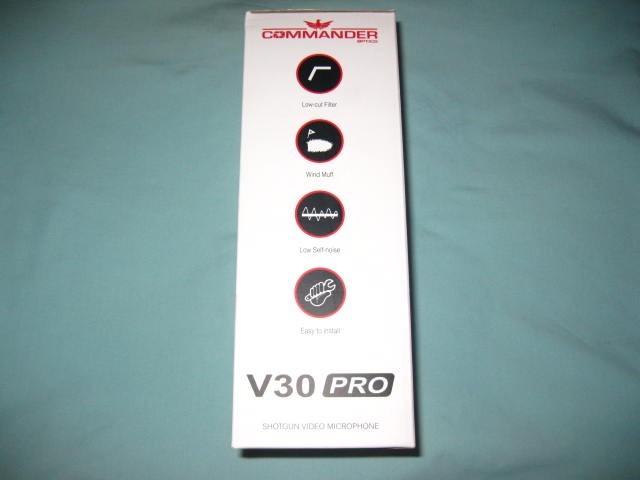 COMMANDER
OPTICS
Low-cut Filter
Wind Muff
Low Self-noise
Easy to install
V30 PRO
SHOTGUN VIDEO MICROPHONE